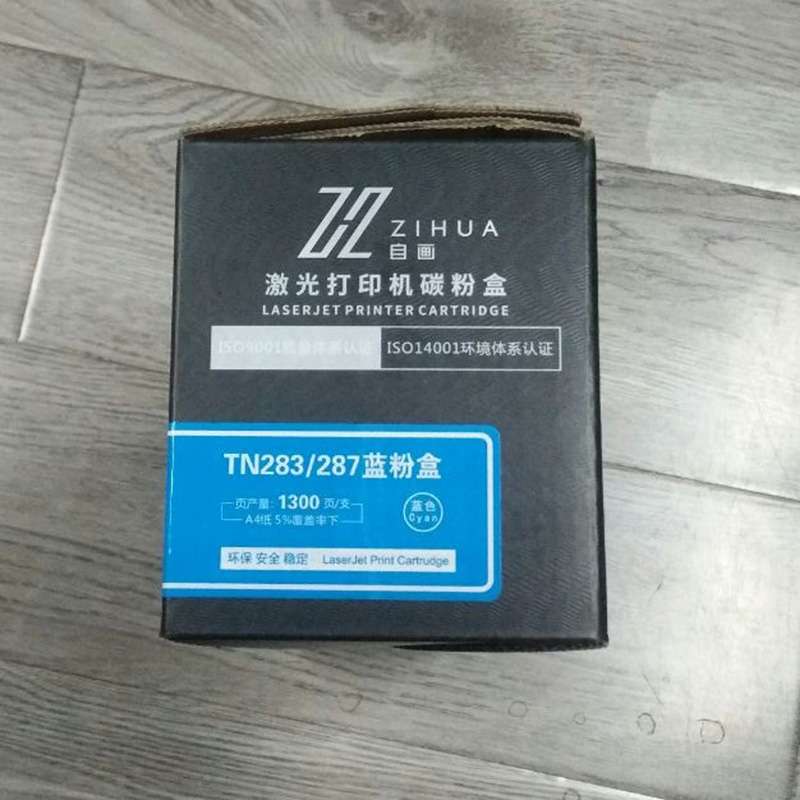 ZIHUA
自画
激光打印机碳粉盒
LASERJET PRINTER CARTRIDGE
ISO9001质量体系认证 ISO14001环境体系认证
TN283/287蓝粉盒
页产量: 1300 页/支
A4纸 5%覆盖率下
蓝色
Cyan
环保 安全 稳定 LaserJet Print Cartrudge